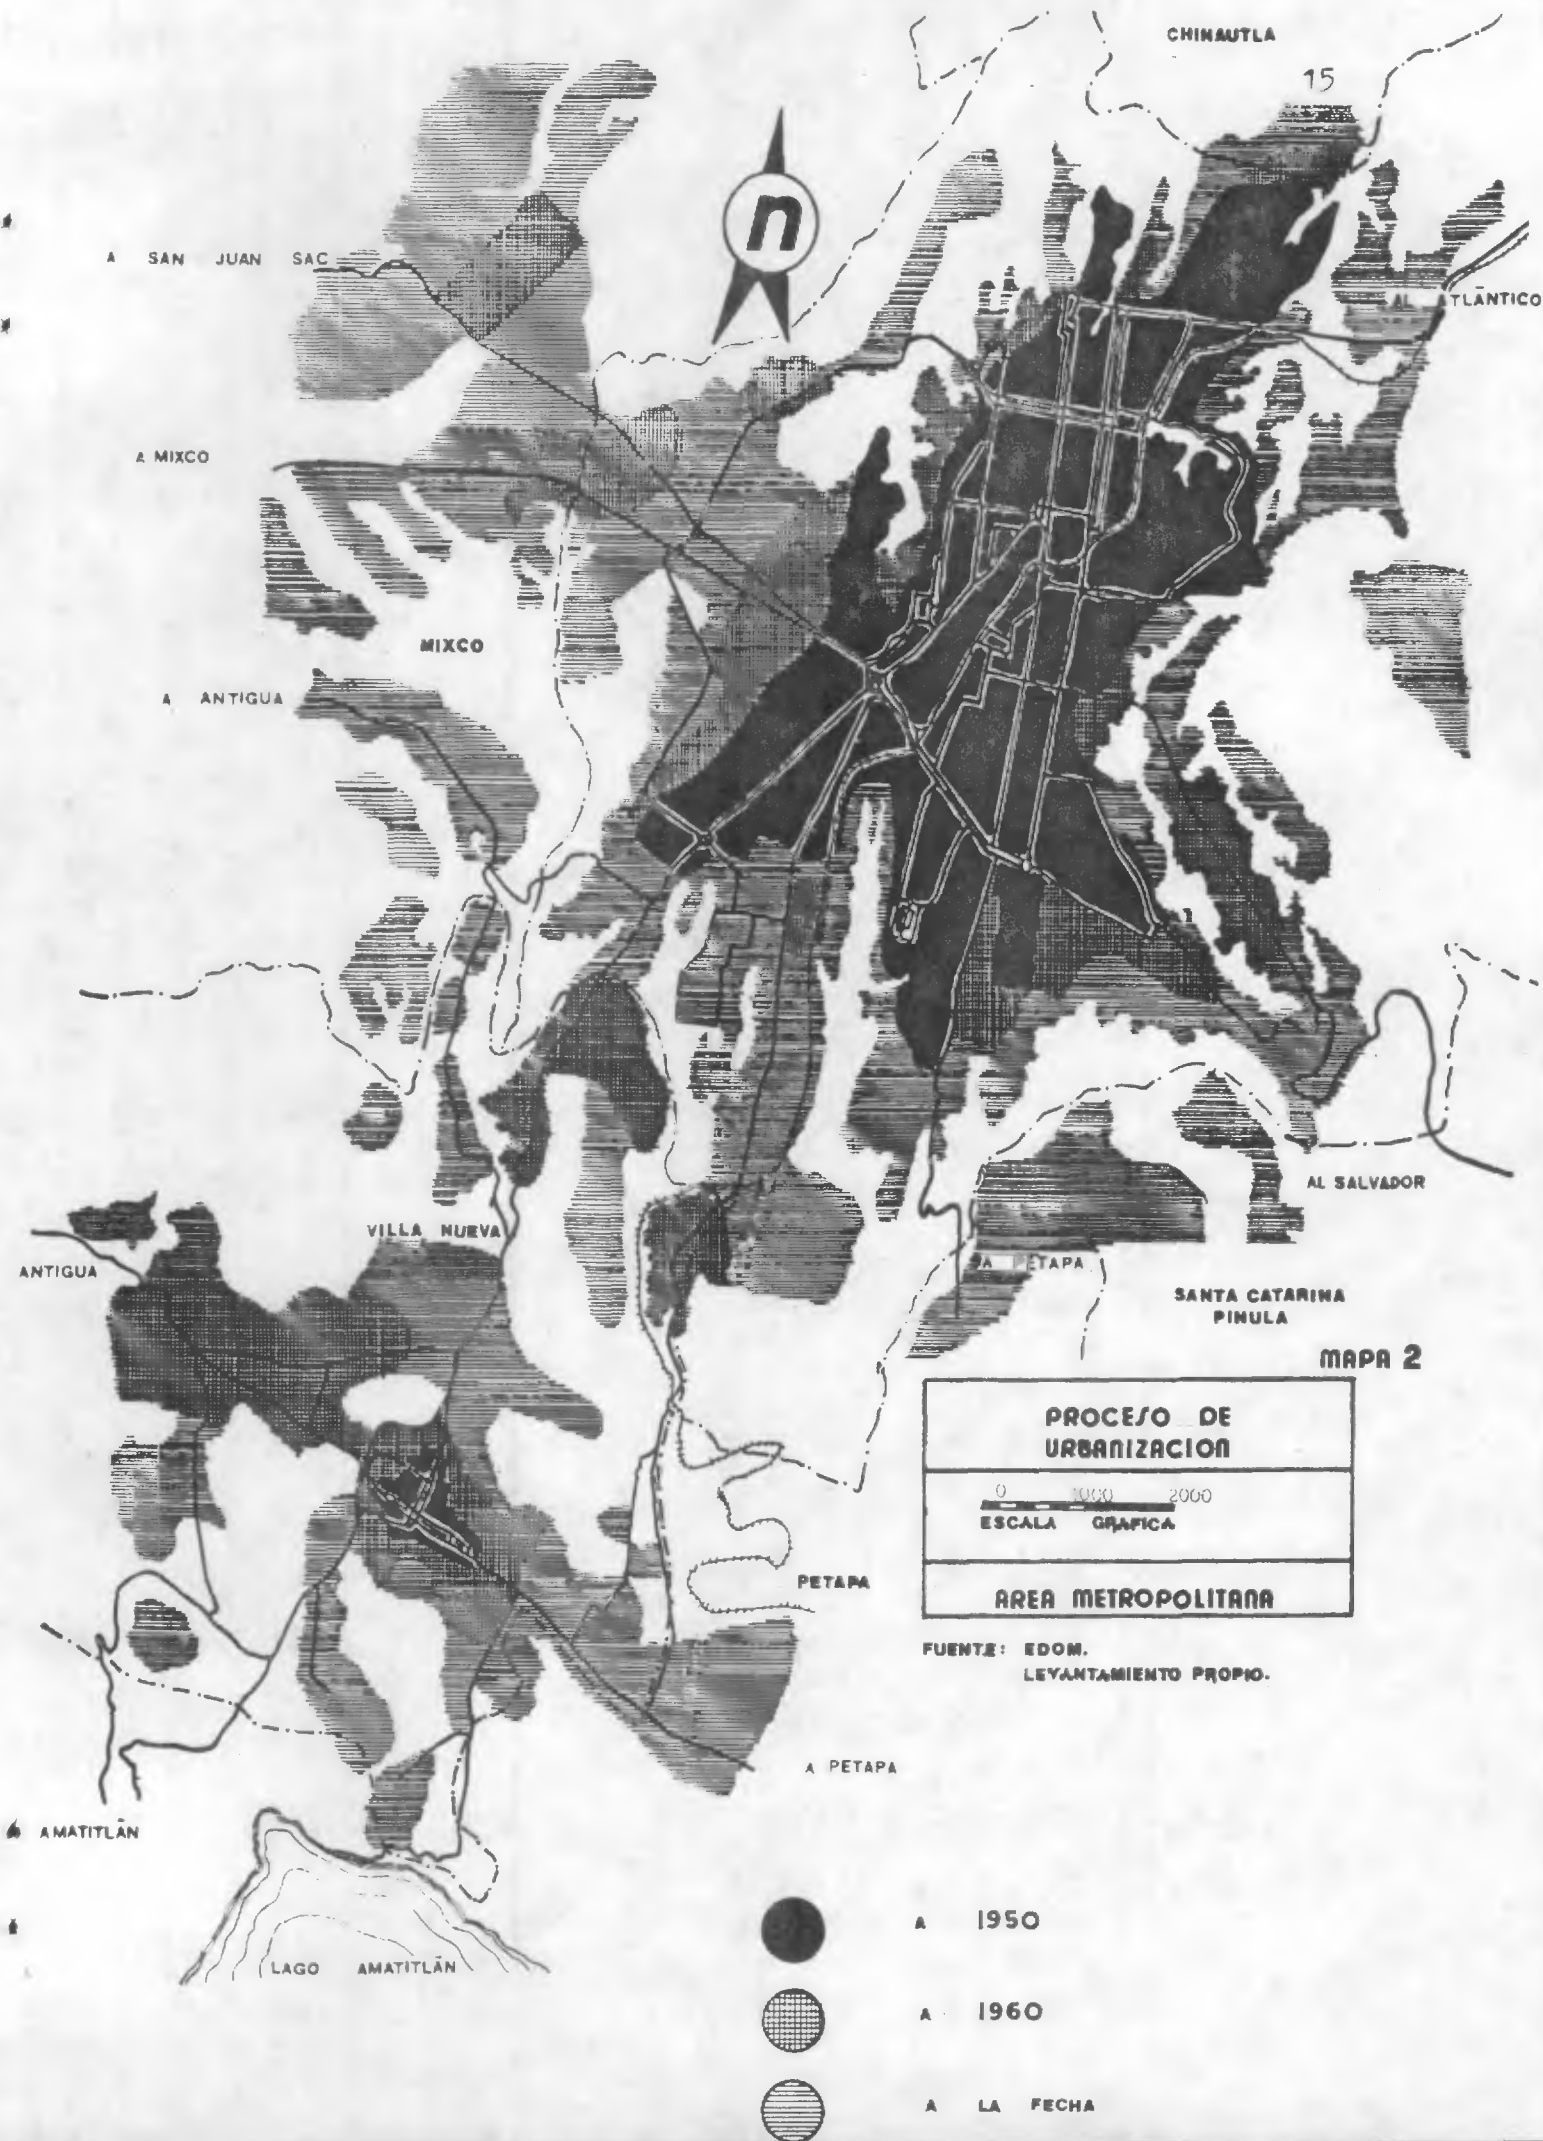 CHINAUTLA
15
n
A SAN JUAN SAC
AL ATLÁNTICO
A MIXCO
MIXCO
A ANTIGUA
AL SALVADOR
VILLA NUEVA
ANTIGUA
A PETAPA
SANTA CATARINA
PINULA
MAPA 2
PROCESO DE
URBANIZACION
0 1000 2000
ESCALA GRAFICA
PETAPA
AREA METROPOLITANA
FUENTE: EDOM.
LEVANTAMIENTO PROPIO.
A PETAPA
A AMATITLÁN
LAGO AMATITLÁN
A 1950
A 1960
A LA FECHA